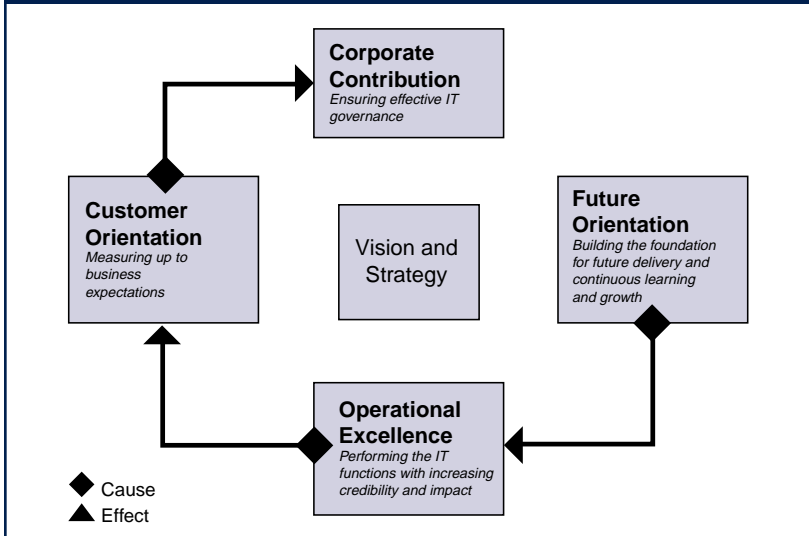 Corporate
Contribution
Ensuring effective IT
governance
Customer
Orientation
Measuring up to
business
expectations
Vision and
Strategy
Future
Orientation
Building the foundation
for future delivery and
continuous learning
and growth
Operational
Excellence
Performing the IT
functions with increasing
credibility and impact
Cause
Effect